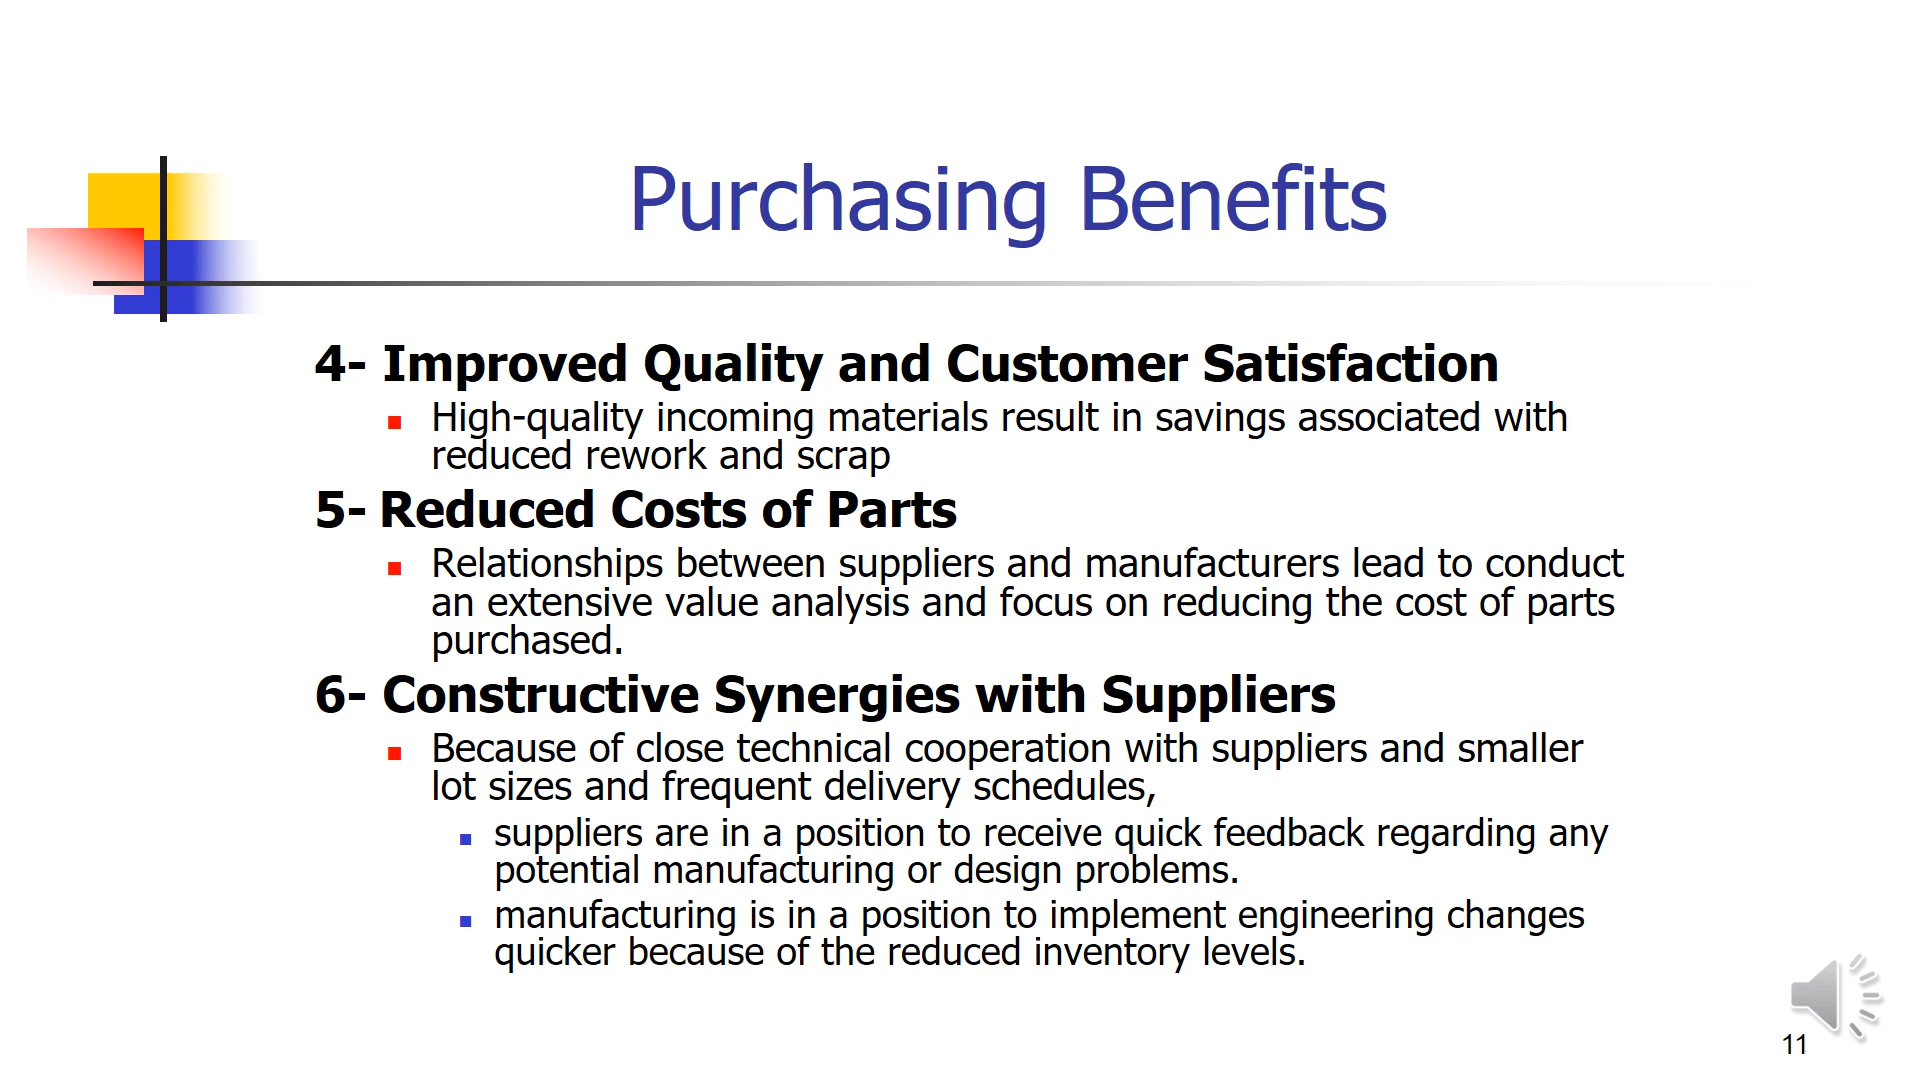 Purchasing Benefits
4- Improved Quality and Customer Satisfaction
High-quality incoming materials result in savings associated with
reduced rework and scrap
5- Reduced Costs of Parts
Relationships between suppliers and manufacturers lead to conduct
an extensive value analysis and focus on reducing the cost of parts
purchased.
6- Constructive Synergies with Suppliers
Because of close technical cooperation with suppliers and smaller
lot sizes and frequent delivery schedules,
suppliers are in a position to receive quick feedback regarding any
potential manufacturing or design problems.
manufacturing is in a position to implement engineering changes
quicker because of the reduced inventory levels.
11